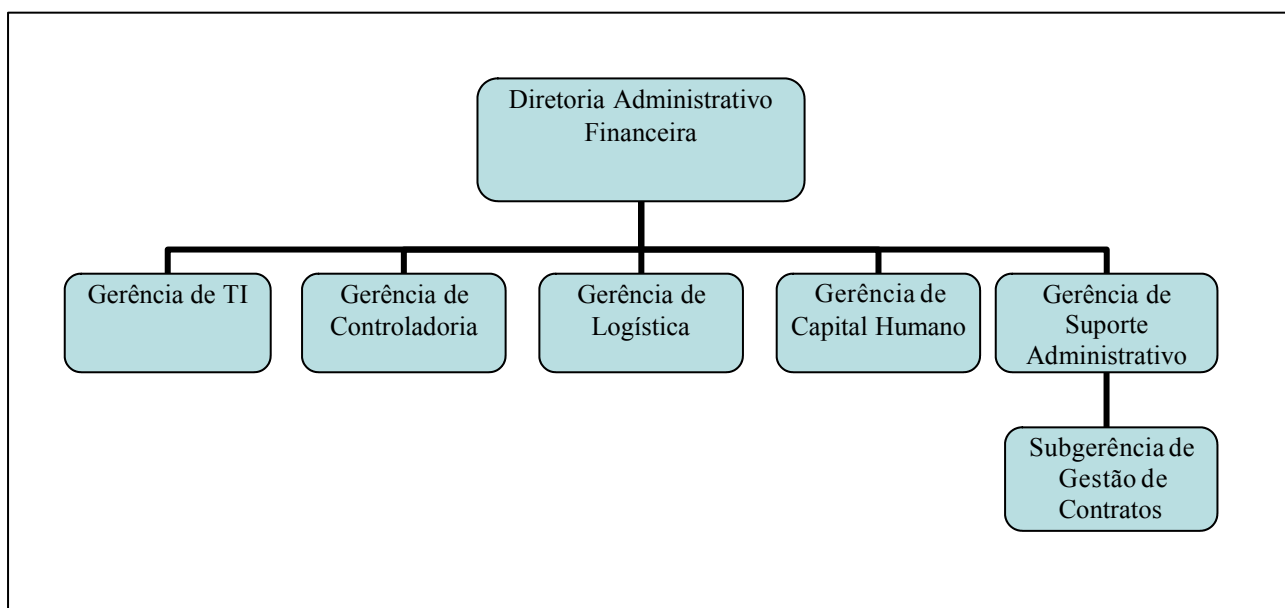 Diretoria Administrativo
Financeira
Gerência de TI
Gerência de
Controladoria
Gerência de
Logística
Gerência de
Capital Humano
Gerência de
Suporte
Administrativo
Subgerência de
Gestão de
Contratos